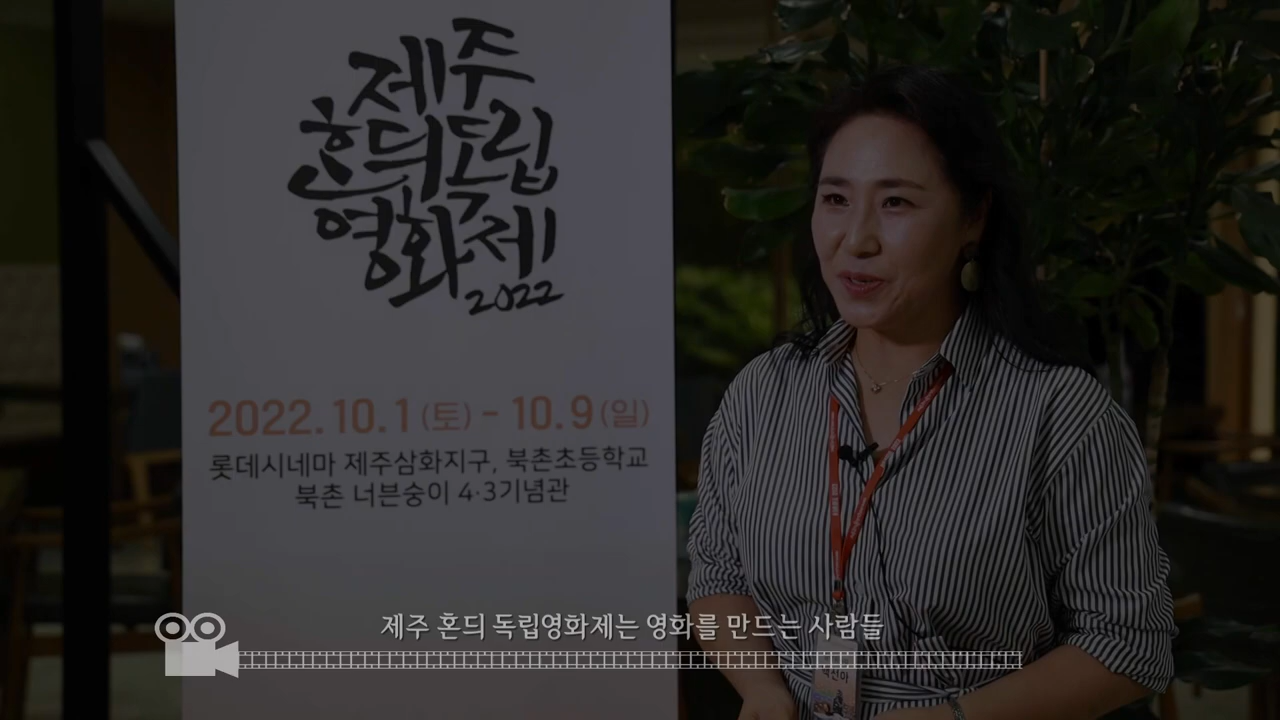 제주
혼듸독립
영화제
2022
2022.10.1(토) - 10.9(일)
롯데시네마 제주삼화지구, 북촌초등학교
북촌 너븐숭이 4·3기념관
제주 혼듸 독립영화제는 영화를 만드는 사람들